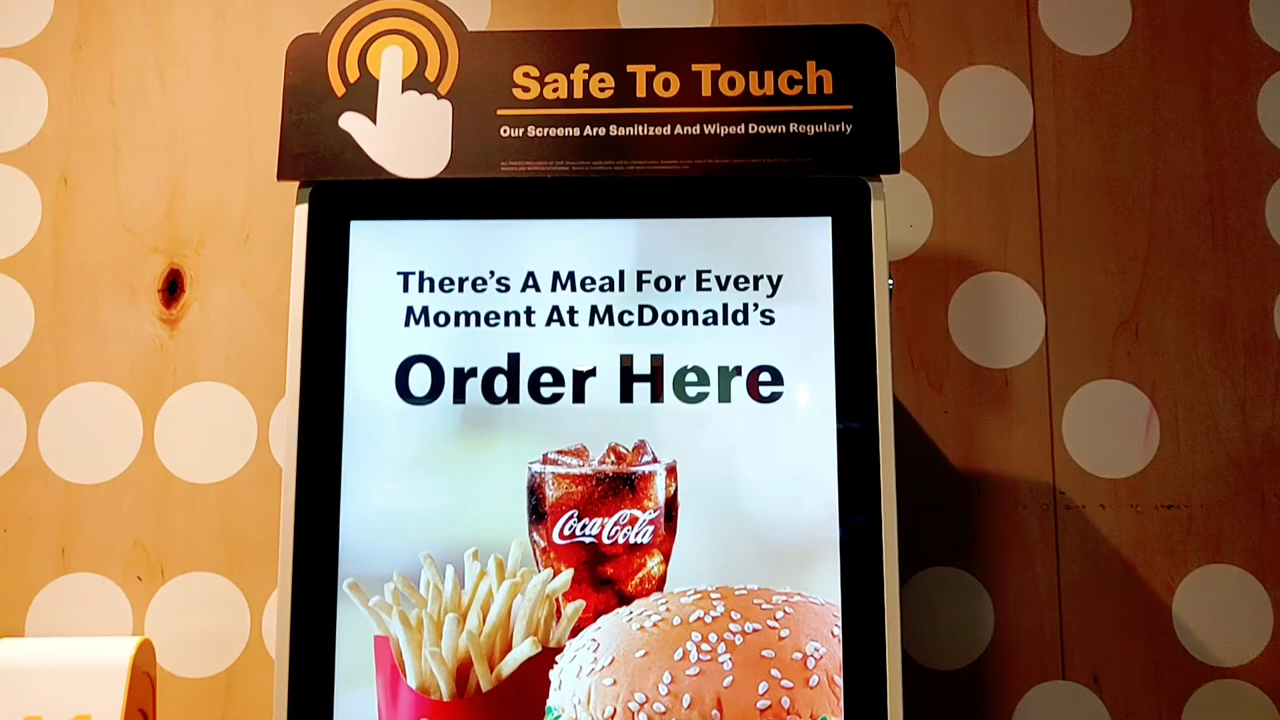 Safe To Touch
Our Screens Are Sanitized And Wiped Down Regularly
There's A Meal For Every
Moment At McDonald's
Order Here
Coca-Cola